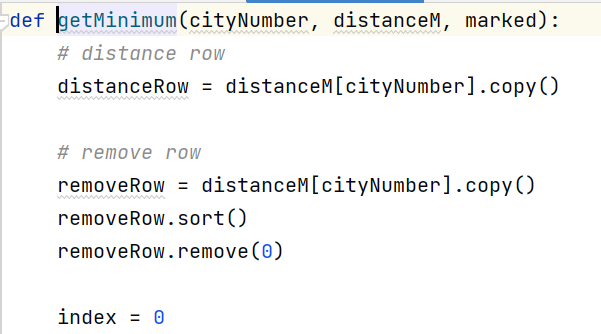 def getMinimum(cityNumber, distanceM, marked):
    # distance row
    distanceRow = distanceM[cityNumber].copy()

    # remove row
    removeRow = distanceM[cityNumber].copy()
    removeRow.sort()
    removeRow.remove(0)

    index = 0